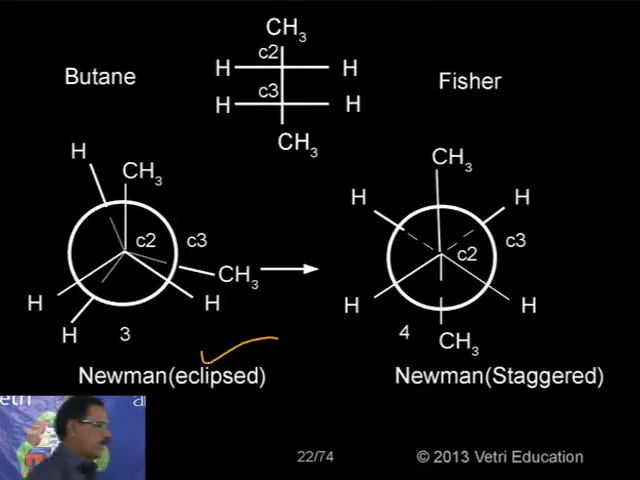 CH3
c2
Butane
H
H
Fisher
c3
H
H
CH3
H
CH3
CH3
H
H
c2
c3
c3
c2
CH3
H
H
H
H
H
3
4
CH3
Newman(eclipsed)
Newman(Staggered)
22/74
© 2013 Vetri Education